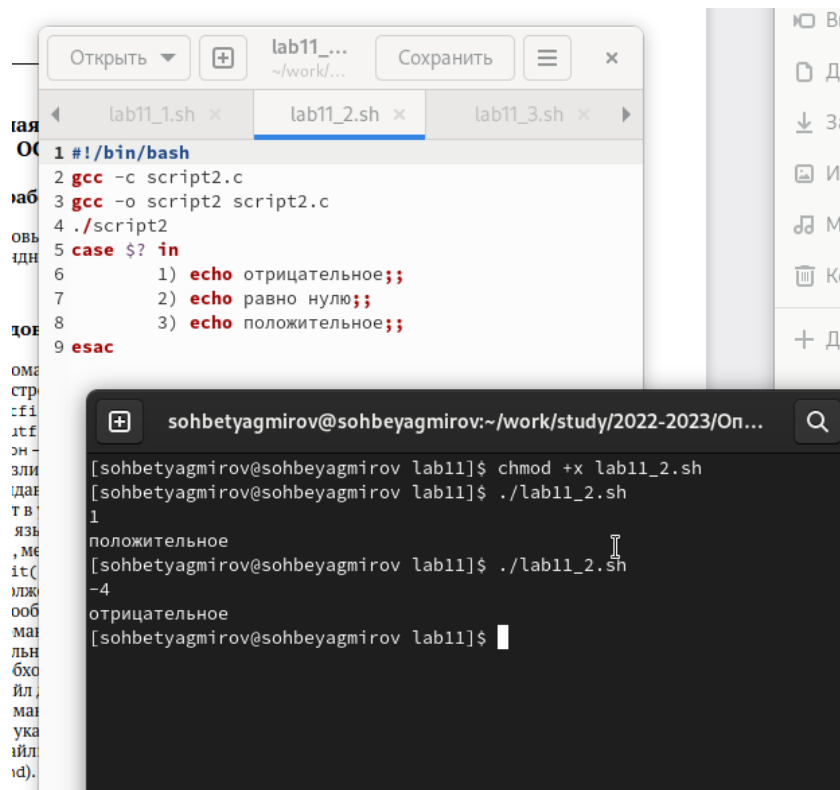 Открыть
lab11_...
~/work/...
Сохранить
lab11_1.sh
lab11_2.sh
lab11_3.sh
1 #!/bin/bash
2 gcc -c script2.c
3 gcc -o script2 script2.c
4 ./script2
5 case $? in
6 1) echo отрицательное;;
7 2) echo равно нулю;;
8 3) echo положительное;;
9 esac
sohbetyagmirov@sohbeyagmirov:~/work/study/2022-2023/Оп...
[sohbetyagmirov@sohbeyagmirov lab11]$ chmod +x lab11_2.sh
[sohbetyagmirov@sohbeyagmirov lab11]$ ./lab11_2.sh
1
положительное
[sohbetyagmirov@sohbeyagmirov lab11]$ ./lab11_2.sh
-4
отрицательное
[sohbetyagmirov@sohbeyagmirov lab11]$